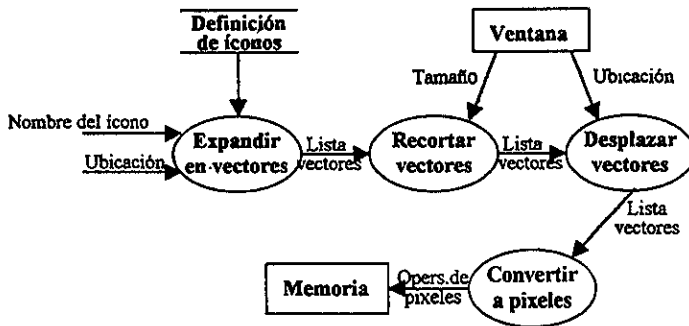 Definición
de íconos
Ventana
Tamaño
Ubicación
Nombre del ícono
Ubicación
Expandir
en vectores
Lista
vectores
Recortar
vectores
Lista
vectores
Desplazar
vectores
Lista
vectores
Memoria
Opers.de
pixeles
Convertir
a pixeles